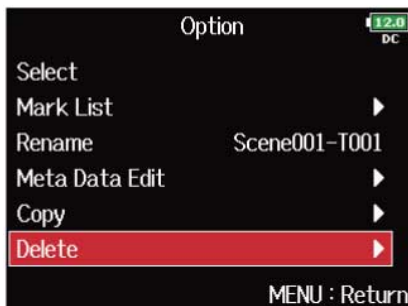 Option
12.0
DC
Select
Mark List
Rename Scene001-T001
Meta Data Edit
Copy
Delete
MENU : Return